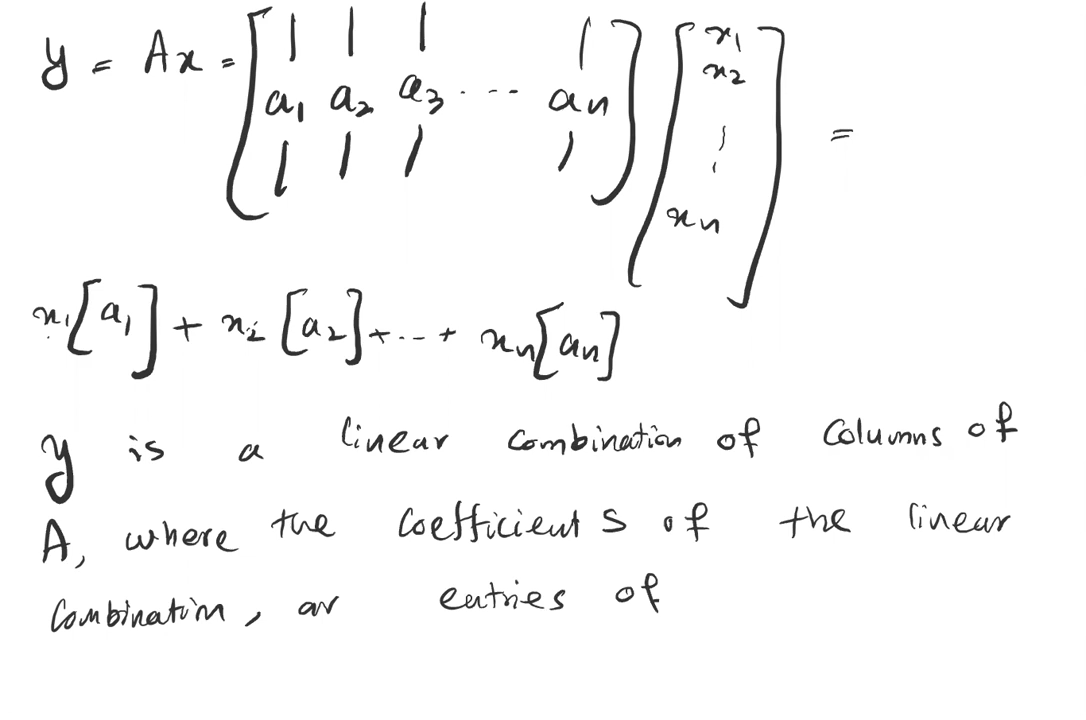 y = Ax = [ | | | | ] [ x1
x2
a1 a2 a3 ... an ⋮ =
| | | | xn ]
x1[a1] + x2[a2] + ... + xn[an]
y is a linear combination of columns of
A, where the coefficients of the linear
combination, ar entries of